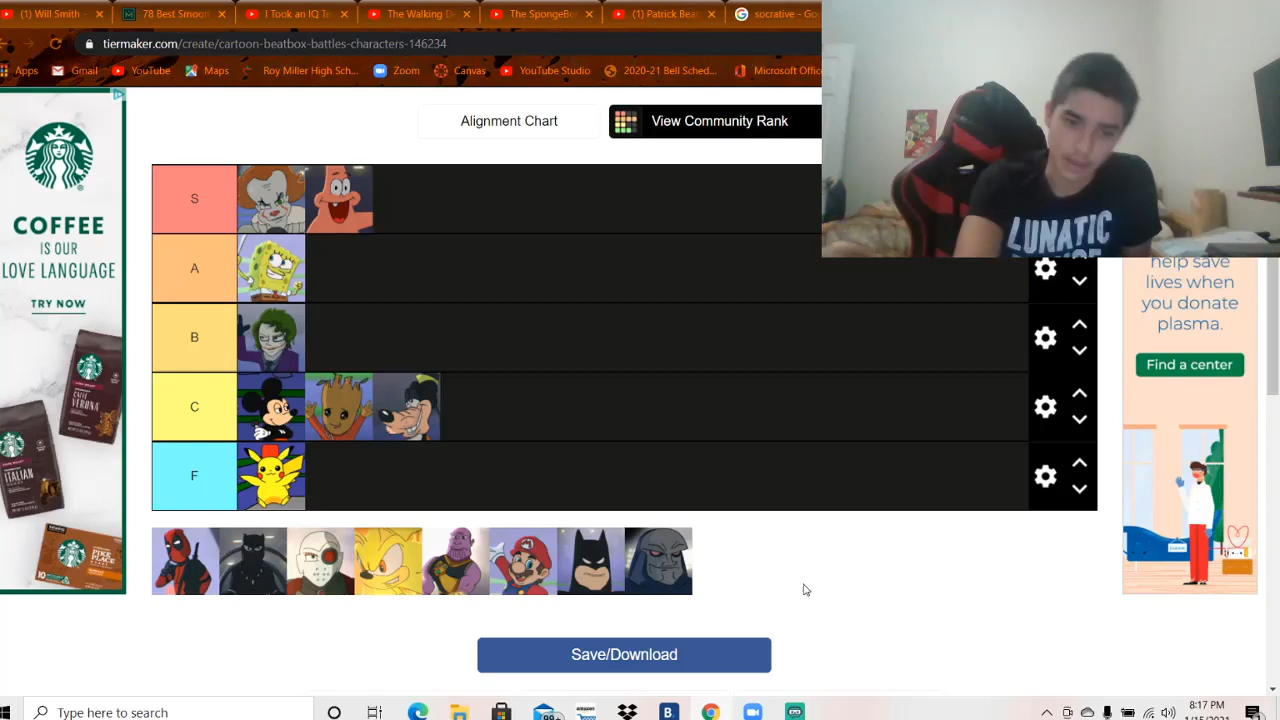 (1) Will Smith -
78 Best Smoot
I Took an IQ Te
The Walking D
The SpongeBo
(1) Patrick Bea
socrative - Go
tiermaker.com/create/cartoon-beatbox-battles-characters-146234
Apps
Gmail
YouTube
Maps
Roy Miller High Sch...
Zoom
Canvas
YouTube Studio
2020-21 Bell Sched...
Microsoft Offic
Alignment Chart
View Community Rank
COFFEE
IS OUR
LOVE LANGUAGE
TRY NOW
S
A
B
C
F
LUNATIC
help save
lives when
you donate
plasma.
Find a center
Save/Download
Type here to search
99+
8:17 PM
1/15/2021